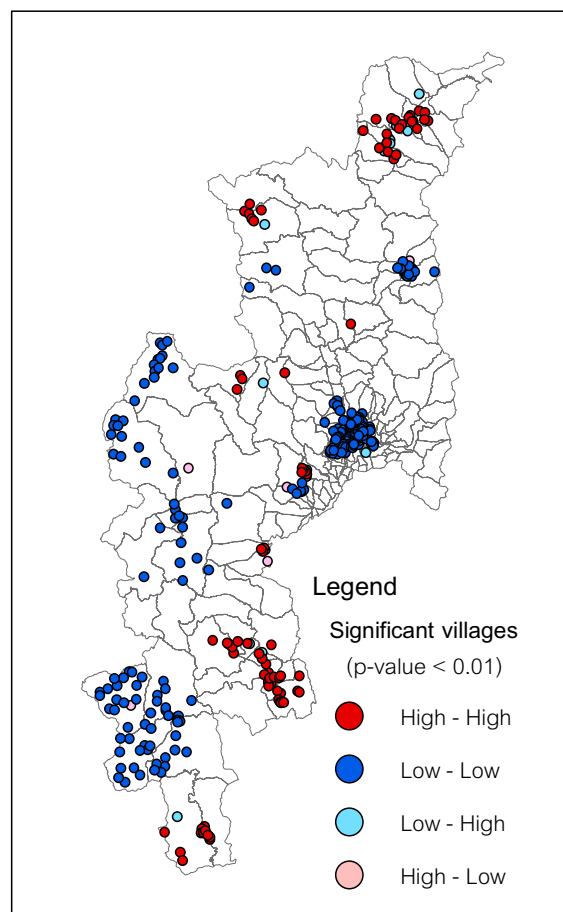 Legend
Significant villages
(p-value < 0.01)
High - High
Low - Low
Low - High
High - Low